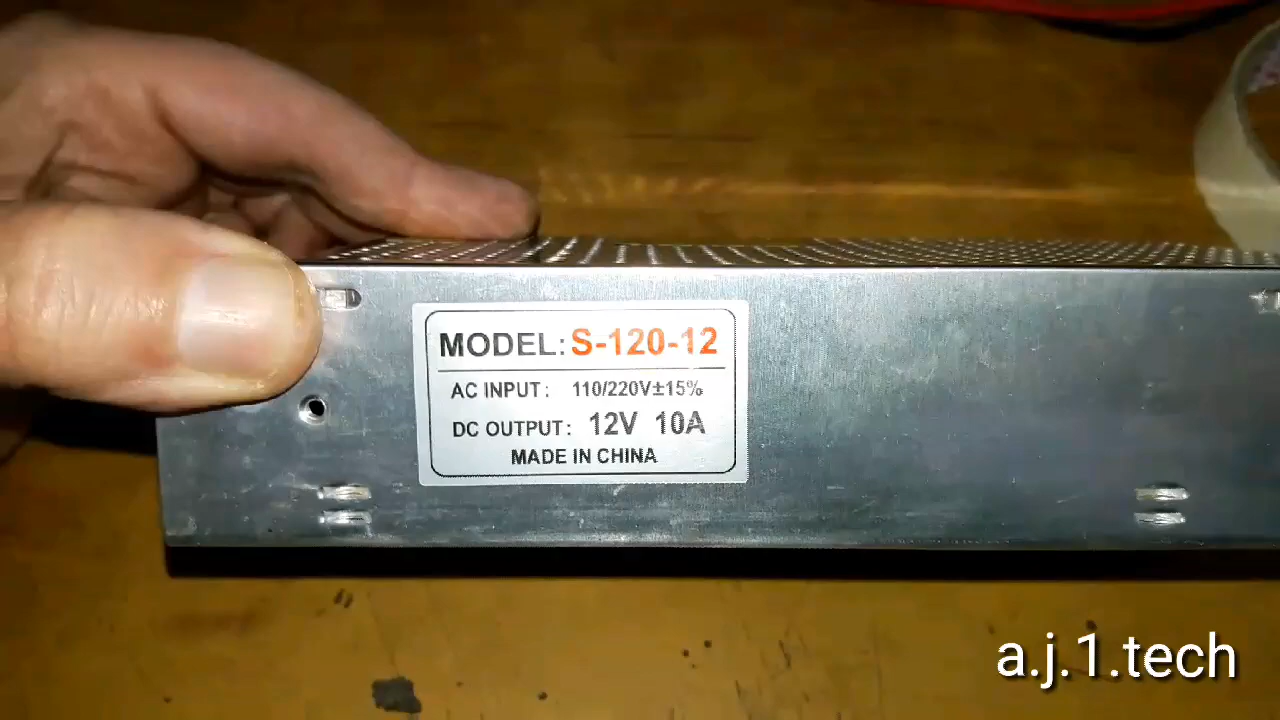 MODEL: S-120-12
AC INPUT: 110/220V±15%
DC OUTPUT: 12V 10A
MADE IN CHINA
a.j.1.tech